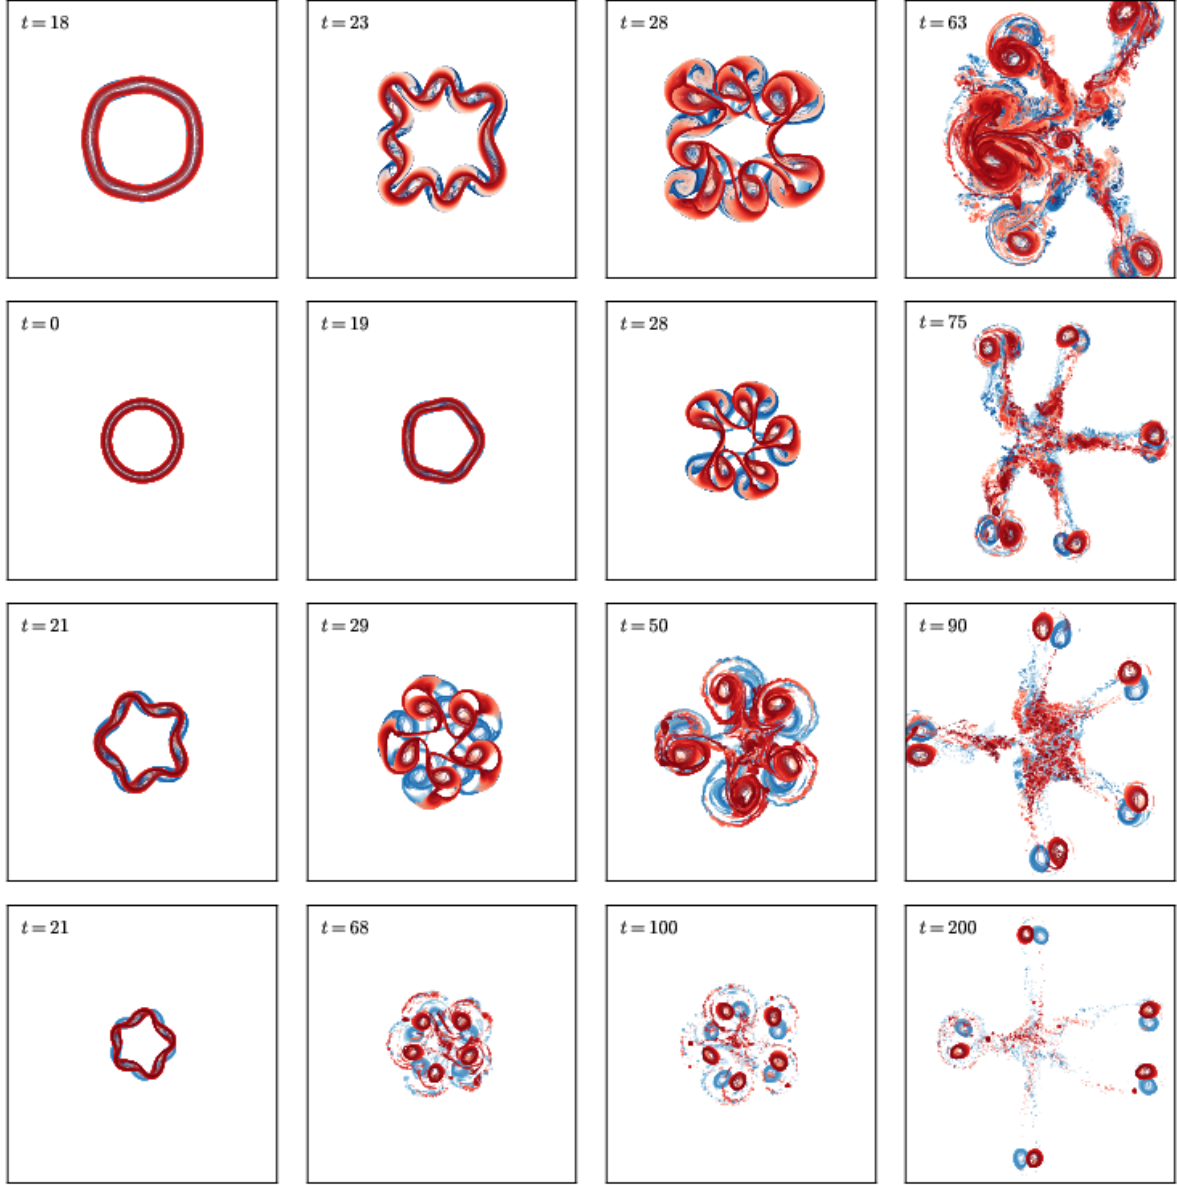 t = 18
t = 23
t = 28
t = 63
t = 0
t = 19
t = 28
t = 75
t = 21
t = 29
t = 50
t = 90
t = 21
t = 68
t = 100
t = 200